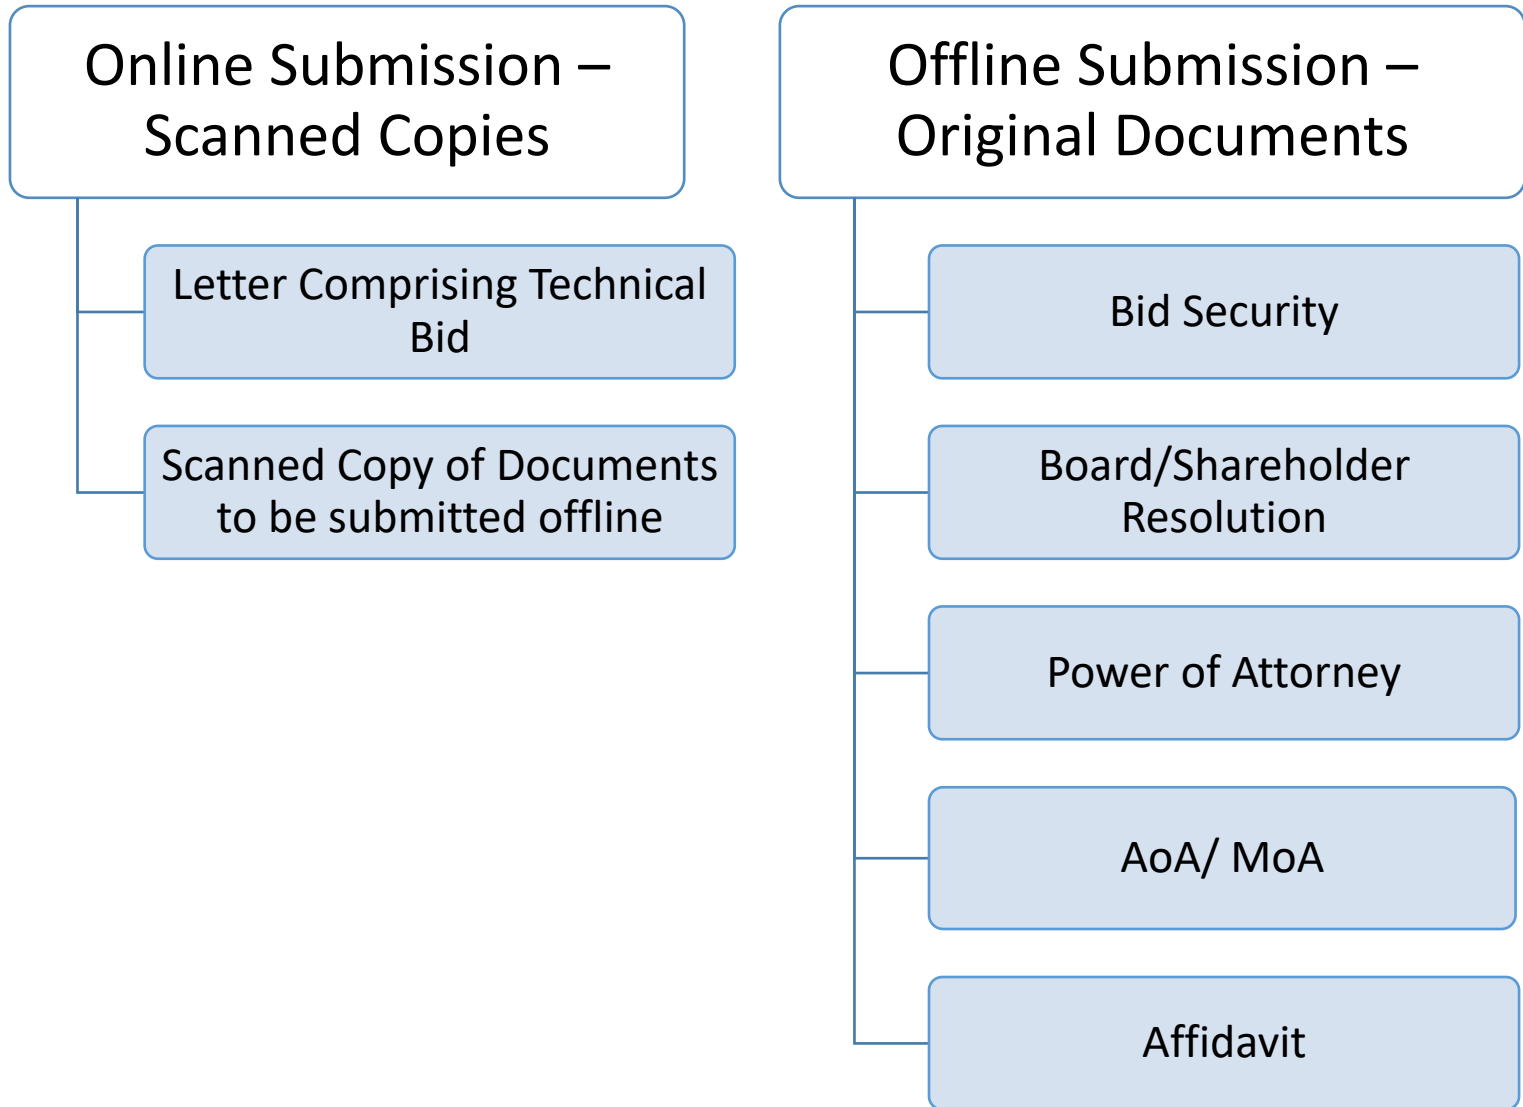 Online Submission –
Scanned Copies
Letter Comprising Technical
Bid
Scanned Copy of Documents
to be submitted offline
Offline Submission –
Original Documents
Bid Security
Board/Shareholder
Resolution
Power of Attorney
AoA/ MoA
Affidavit